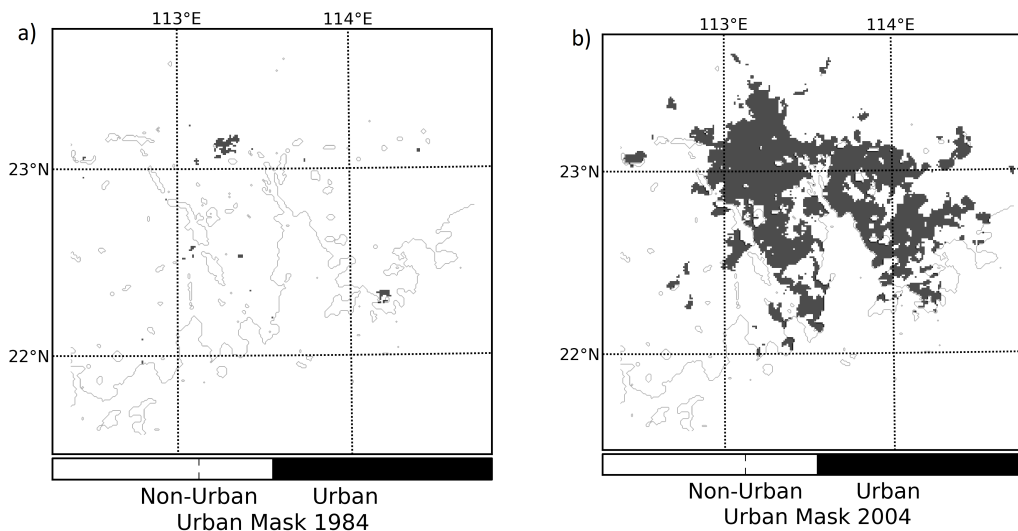 a)
113°E 114°E
23°N
22°N
Non-Urban Urban
Urban Mask 1984
b)
113°E 114°E
23°N
22°N
Non-Urban Urban
Urban Mask 2004